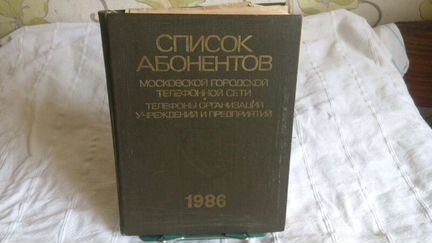 СПИСОК
АБОНЕНТОВ
МОСКОВСКОЙ ГОРОДСКОЙ
ТЕЛЕФОННОЙ СЕТИ
ТЕЛЕФОНЫ ОРГАНИЗАЦИЙ
УЧРЕЖДЕНИЙ И ПРЕДПРИЯТИЙ
1986